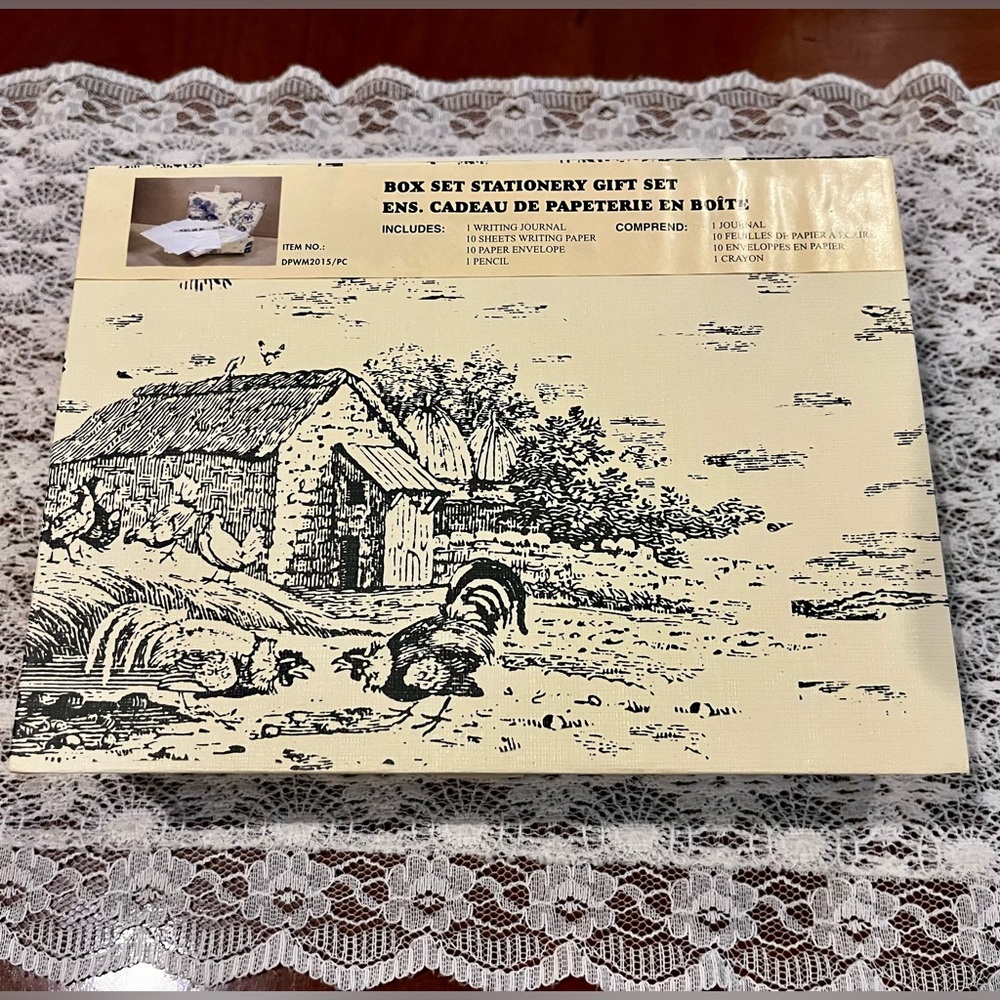 BOX SET STATIONERY GIFT SET
ENS. CADEAU DE PAPETERIE EN BOîTE
INCLUDES:
1 WRITING JOURNAL
10 SHEETS WRITING PAPER
10 PAPER ENVELOPE
1 PENCIL
COMPREND:
1 JOURNAL
10 FEUILLES DE PAPIER À ÉCRIRE
10 ENVELOPPES EN PAPIER
1 CRAYON
ITEM NO.:
DPWM2015/PC